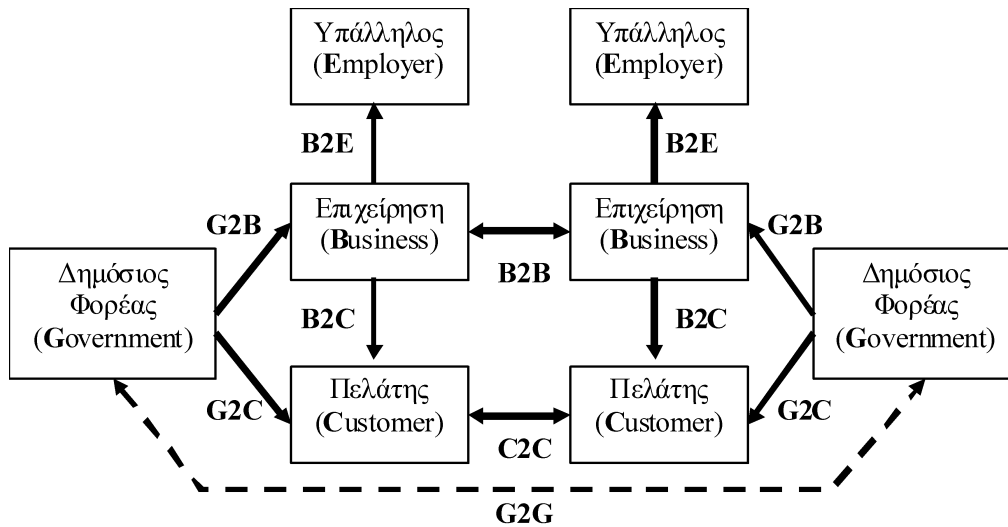 Υπάλληλος
(Employer)
Υπάλληλος
(Employer)
B2E
B2E
Επιχείρηση
(Business)
Επιχείρηση
(Business)
G2B
G2B
B2B
Δημόσιος
Φορέας
(Government)
Δημόσιος
Φορέας
(Government)
B2C
B2C
Πελάτης
(Customer)
Πελάτης
(Customer)
G2C
G2C
C2C
G2G